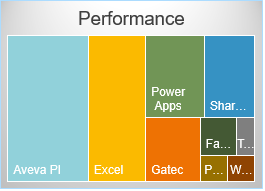 Performance
Aveva PI
Excel
Power
Apps
Shar...
Gatec
Fa...
T...
P...
W...